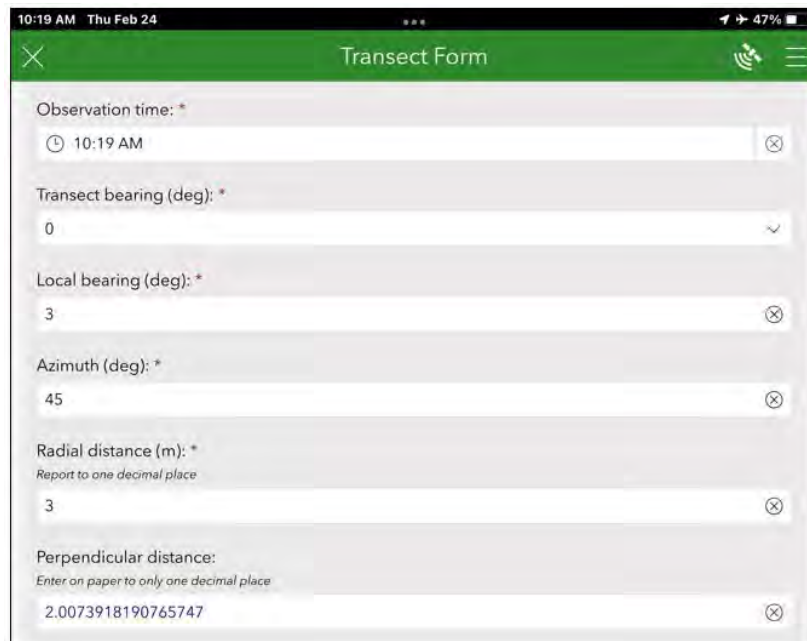 10:19 AM Thu Feb 24
47%
Transect Form
Observation time: *
10:19 AM
Transect bearing (deg): *
0
Local bearing (deg): *
3
Azimuth (deg): *
45
Radial distance (m): *
Report to one decimal place
3
Perpendicular distance:
Enter on paper to only one decimal place
2.0073918190765747